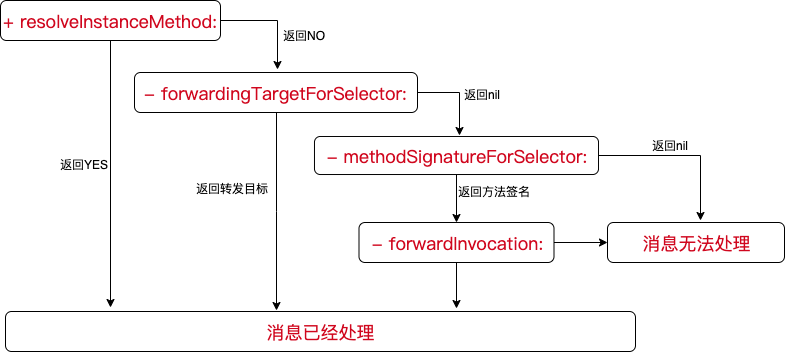 + resolveInstanceMethod:
返回NO
- forwardingTargetForSelector:
返回nil
- methodSignatureForSelector:
返回nil
返回YES
返回转发目标
返回方法签名
- forwardInvocation:
消息无法处理
消息已经处理